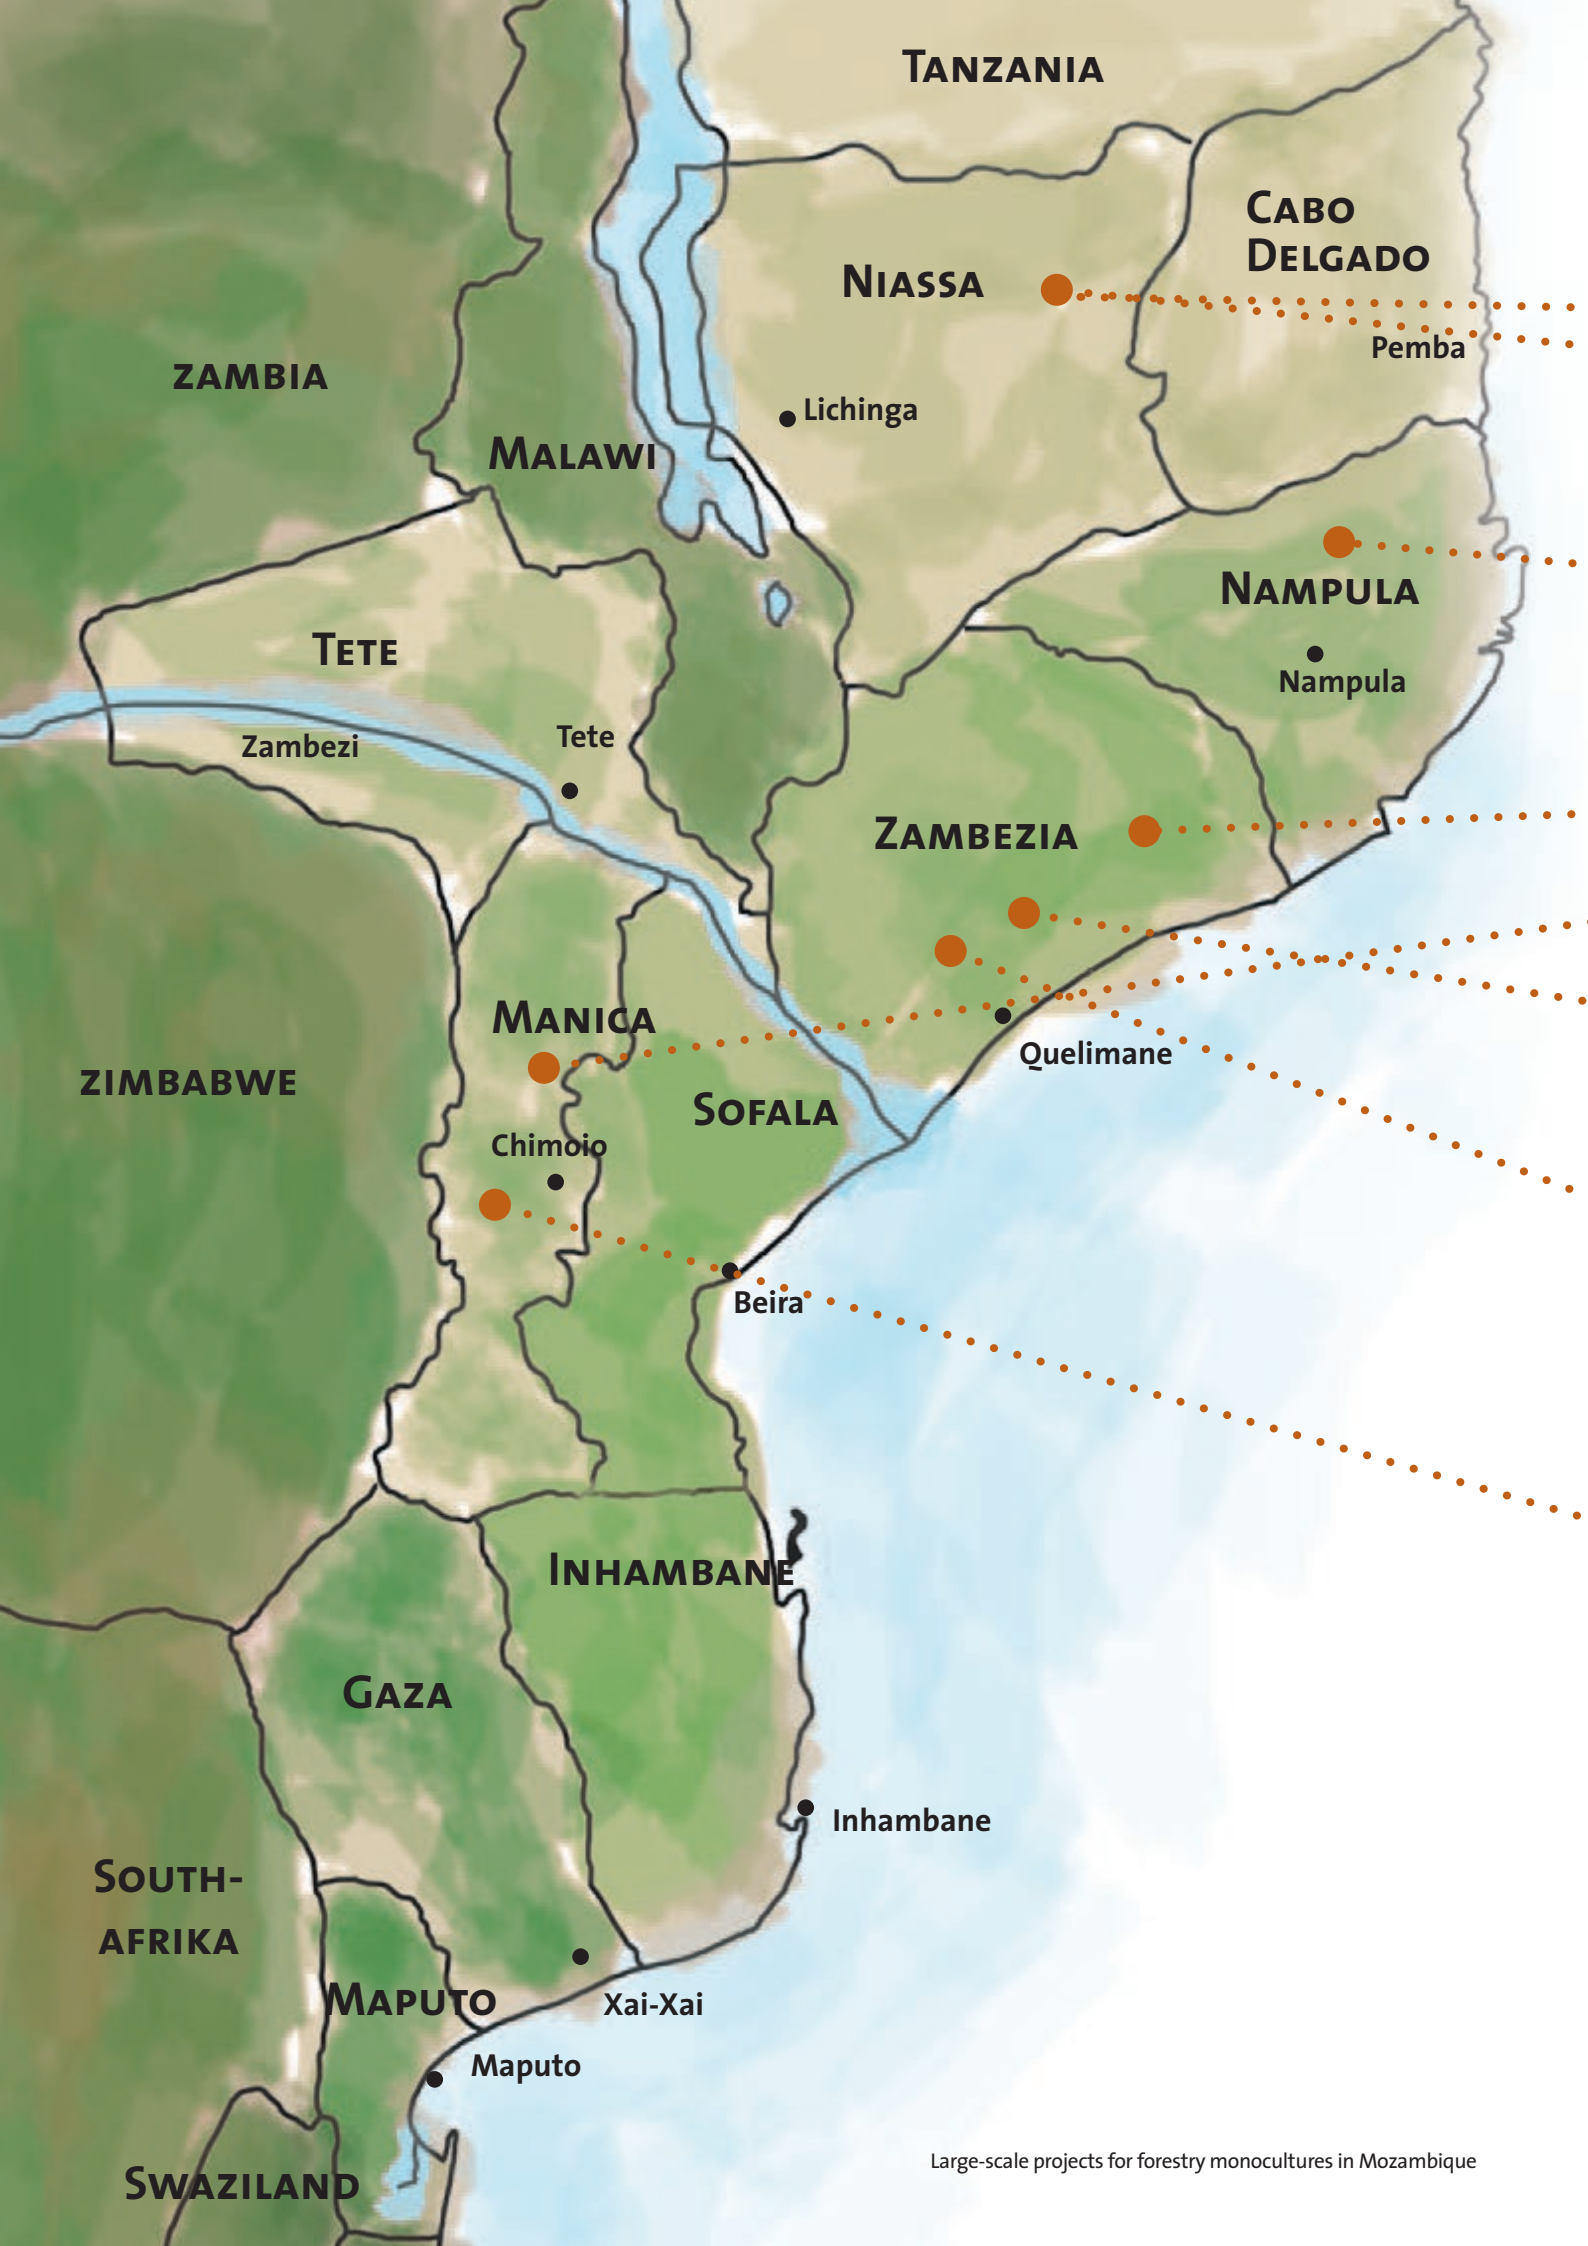 TANZANIA
CABO
DELGADO
NIASSA
Pemba
ZAMBIA
Lichinga
MALAWI
NAMPULA
TETE
Nampula
Zambezi
Tete
ZAMBEZIA
MANICA
Quelimane
ZIMBABWE
SOFALA
Chimoio
Beira
INHAMBANE
GAZA
Inhambane
SOUTH-
AFRIKA
MAPUTO
Xai-Xai
Maputo
Large-scale projects for forestry monocultures in Mozambique
SWAZILAND